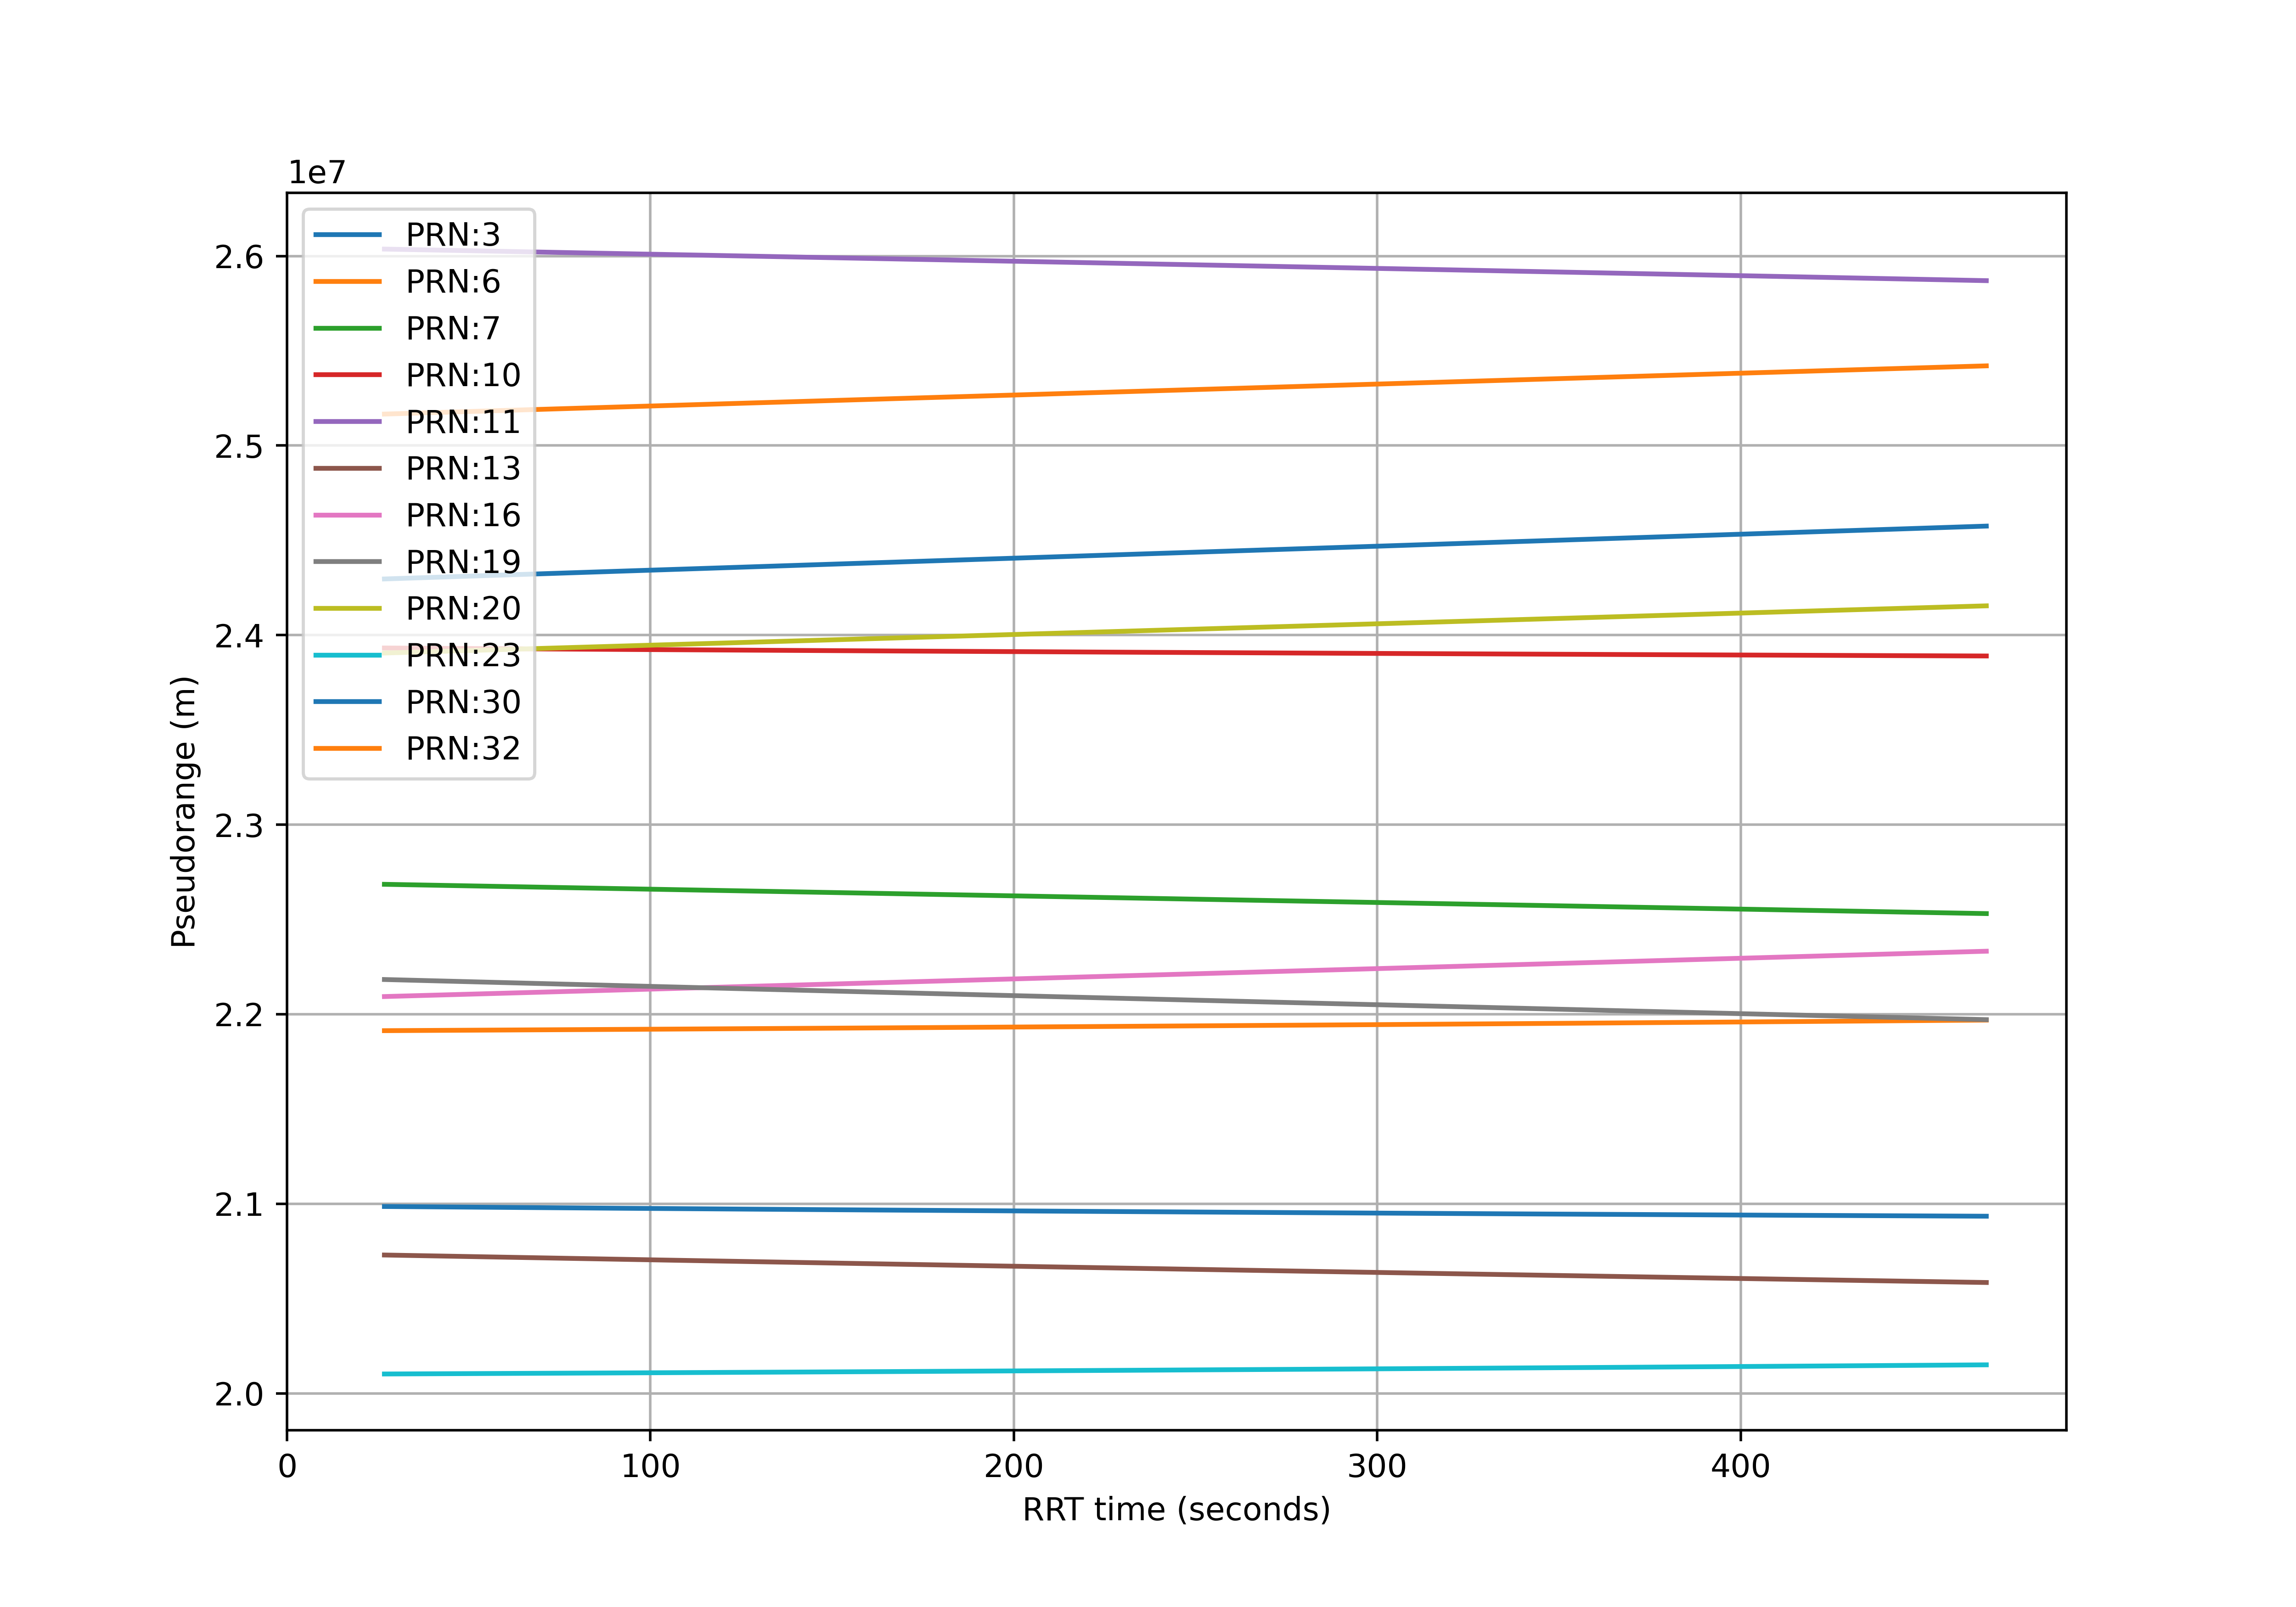 1e7
PRN:3
PRN:6
PRN:7
PRN:10
PRN:11
PRN:13
PRN:16
PRN:19
PRN:20
PRN:23
PRN:30
PRN:32
2.6
2.5
2.4
2.3
2.2
2.1
2.0
Pseudorange (m)
0 100 200 300 400
RRT time (seconds)